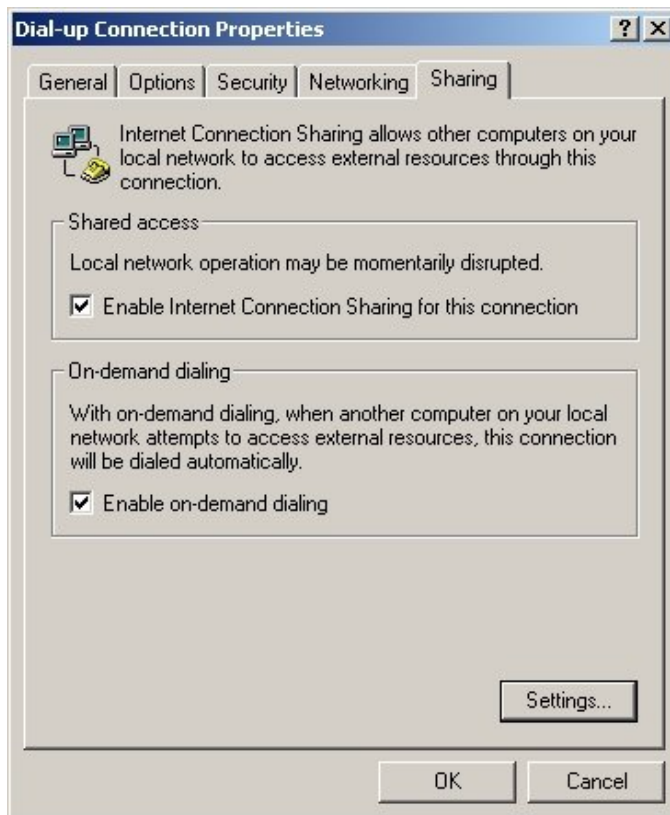 Dial-up Connection Properties
General Options Security Networking Sharing
Internet Connection Sharing allows other computers on your
local network to access external resources through this
connection.
Shared access
Local network operation may be momentarily disrupted.
Enable Internet Connection Sharing for this connection
On-demand dialing
With on-demand dialing, when another computer on your local
network attempts to access external resources, this connection
will be dialed automatically.
Enable on-demand dialing
Settings...
OK Cancel